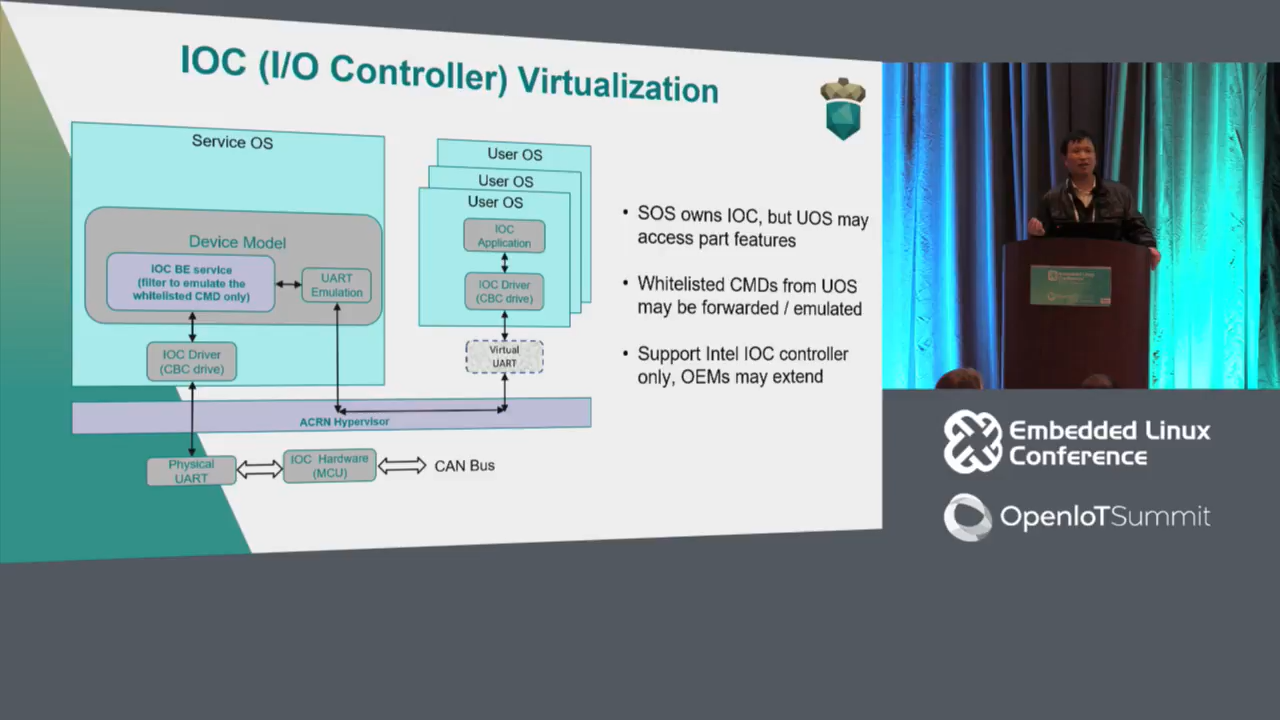 IOC (I/O Controller) Virtualization
Service OS
Device Model
IOC BE service
(filter to emulate the
whitelisted CMD only)
UART
Emulation
IOC Driver
(CBC drive)
User OS
User OS
User OS
IOC
Application
IOC Driver
(CBC drive)
Virtual
UART
ACRN Hypervisor
Physical
UART
IOC Hardware
(MCU)
CAN Bus
• SOS owns IOC, but UOS may
access part features
• Whitelisted CMDs from UOS
may be forwarded / emulated
• Support Intel IOC controller
only, OEMs may extend
Embedded Linux
Conference
OpenIoTSummit